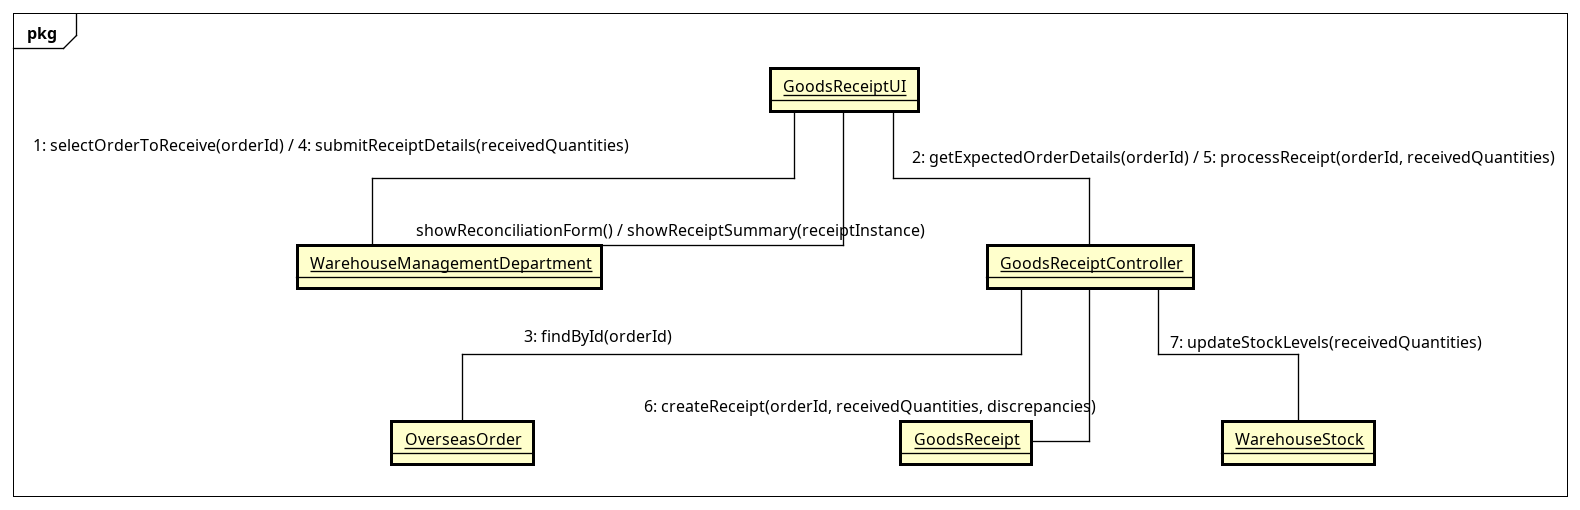 pkg
GoodsReceiptUI
1: selectOrderToReceive(orderId) / 4: submitReceiptDetails(receivedQuantities)
2: getExpectedOrderDetails(orderId) / 5: processReceipt(orderId, receivedQuantities)
showReconciliationForm() / showReceiptSummary(receiptInstance)
WarehouseManagementDepartment
GoodsReceiptController
3: findById(orderId)
7: updateStockLevels(receivedQuantities)
6: createReceipt(orderId, receivedQuantities, discrepancies)
OverseasOrder
GoodsReceipt
WarehouseStock